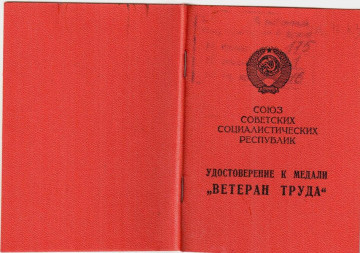 СОЮЗ
СОВЕТСКИХ
СОЦИАЛИСТИЧЕСКИХ
РЕСПУБЛИК
УДОСТОВЕРЕНИЕ К МЕДАЛИ
„ВЕТЕРАН ТРУДА“